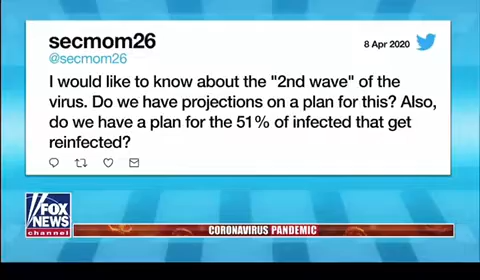 secmom26
@secmom26
8 Apr 2020
I would like to know about the "2nd wave" of the
virus. Do we have projections on a plan for this? Also,
do we have a plan for the 51% of infected that get
reinfected?
FOX
NEWS
channel
CORONAVIRUS PANDEMIC